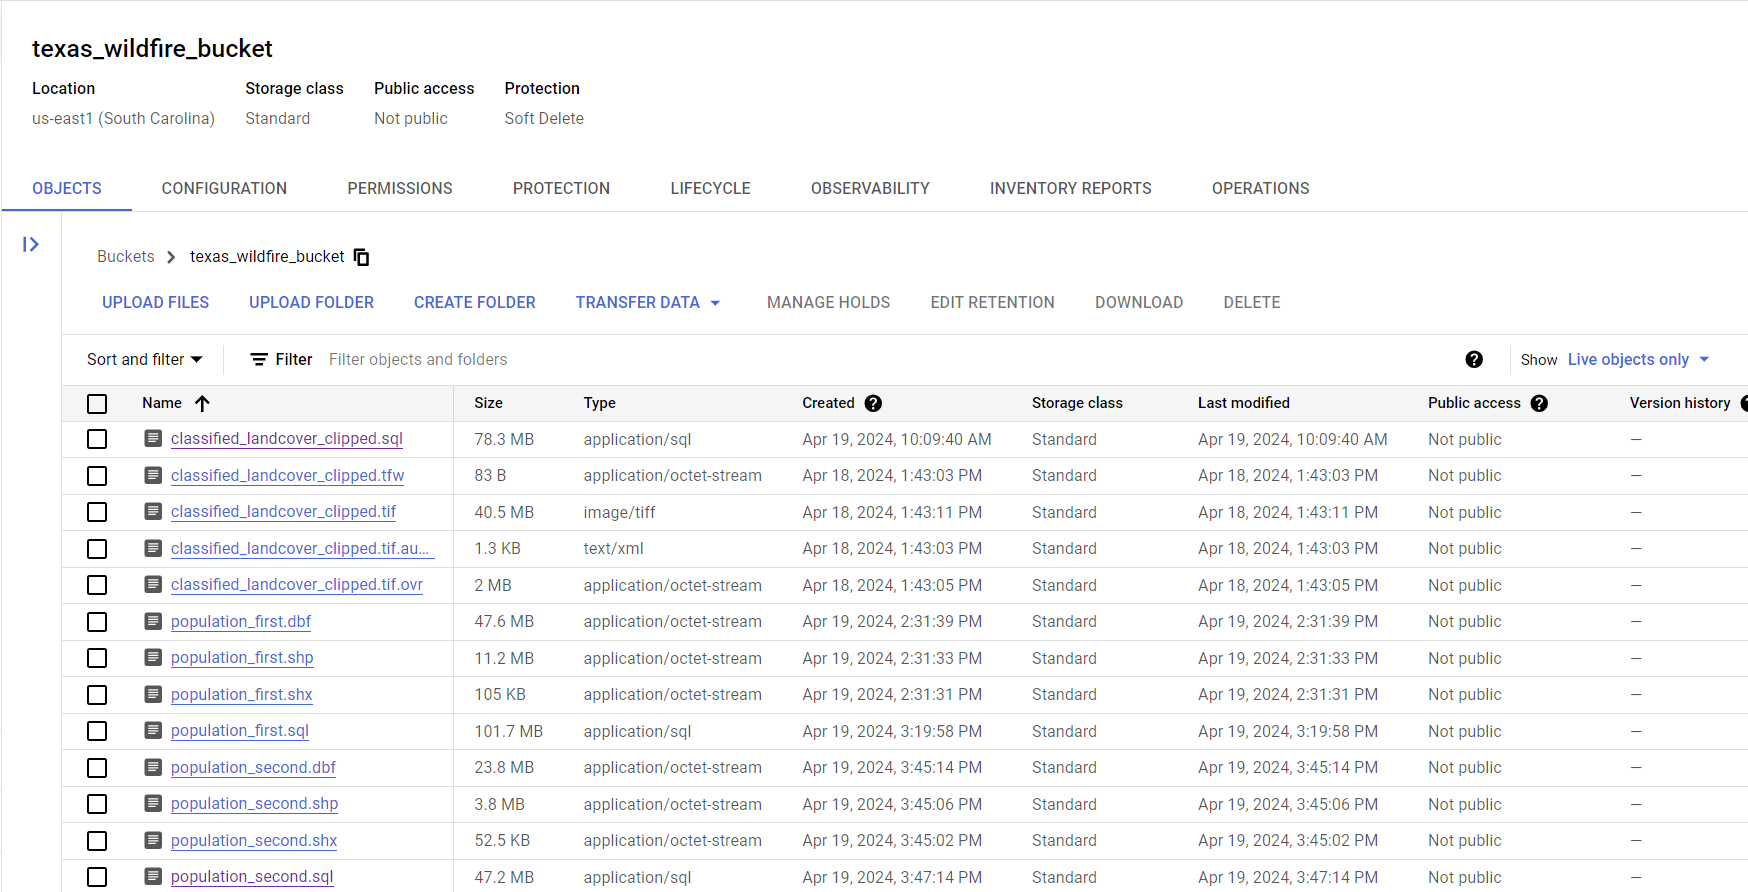 texas_wildfire_bucket
Location Storage class Public access Protection
us-east1 (South Carolina) Standard Not public Soft Delete
OBJECTS CONFIGURATION PERMISSIONS PROTECTION LIFECYCLE OBSERVABILITY INVENTORY REPORTS OPERATIONS
Buckets texas_wildfire_bucket
UPLOAD FILES UPLOAD FOLDER CREATE FOLDER TRANSFER DATA MANAGE HOLDS EDIT RETENTION DOWNLOAD DELETE
Sort and filter Filter Filter objects and folders ? Show Live objects only
Name Size Type Created ? Storage class Last modified Public access ? Version history
classified_landcover_clipped.sql 78.3 MB application/sql Apr 19, 2024, 10:09:40 AM Standard Apr 19, 2024, 10:09:40 AM Not public —
classified_landcover_clipped.tfw 83 B application/octet-stream Apr 18, 2024, 1:43:03 PM Standard Apr 18, 2024, 1:43:03 PM Not public —
classified_landcover_clipped.tif 40.5 MB image/tiff Apr 18, 2024, 1:43:11 PM Standard Apr 18, 2024, 1:43:11 PM Not public —
classified_landcover_clipped.tif.au... 1.3 KB text/xml Apr 18, 2024, 1:43:03 PM Standard Apr 18, 2024, 1:43:03 PM Not public —
classified_landcover_clipped.tif.ovr 2 MB application/octet-stream Apr 18, 2024, 1:43:05 PM Standard Apr 18, 2024, 1:43:05 PM Not public —
population_first.dbf 47.6 MB application/octet-stream Apr 19, 2024, 2:31:39 PM Standard Apr 19, 2024, 2:31:39 PM Not public —
population_first.shp 11.2 MB application/octet-stream Apr 19, 2024, 2:31:33 PM Standard Apr 19, 2024, 2:31:33 PM Not public —
population_first.shx 105 KB application/octet-stream Apr 19, 2024, 2:31:31 PM Standard Apr 19, 2024, 2:31:31 PM Not public —
population_first.sql 101.7 MB application/sql Apr 19, 2024, 3:19:58 PM Standard Apr 19, 2024, 3:19:58 PM Not public —
population_second.dbf 23.8 MB application/octet-stream Apr 19, 2024, 3:45:14 PM Standard Apr 19, 2024, 3:45:14 PM Not public —
population_second.shp 3.8 MB application/octet-stream Apr 19, 2024, 3:45:06 PM Standard Apr 19, 2024, 3:45:06 PM Not public —
population_second.shx 52.5 KB application/octet-stream Apr 19, 2024, 3:45:02 PM Standard Apr 19, 2024, 3:45:02 PM Not public —
population_second.sql 47.2 MB application/sql Apr 19, 2024, 3:47:14 PM Standard Apr 19, 2024, 3:47:14 PM Not public —